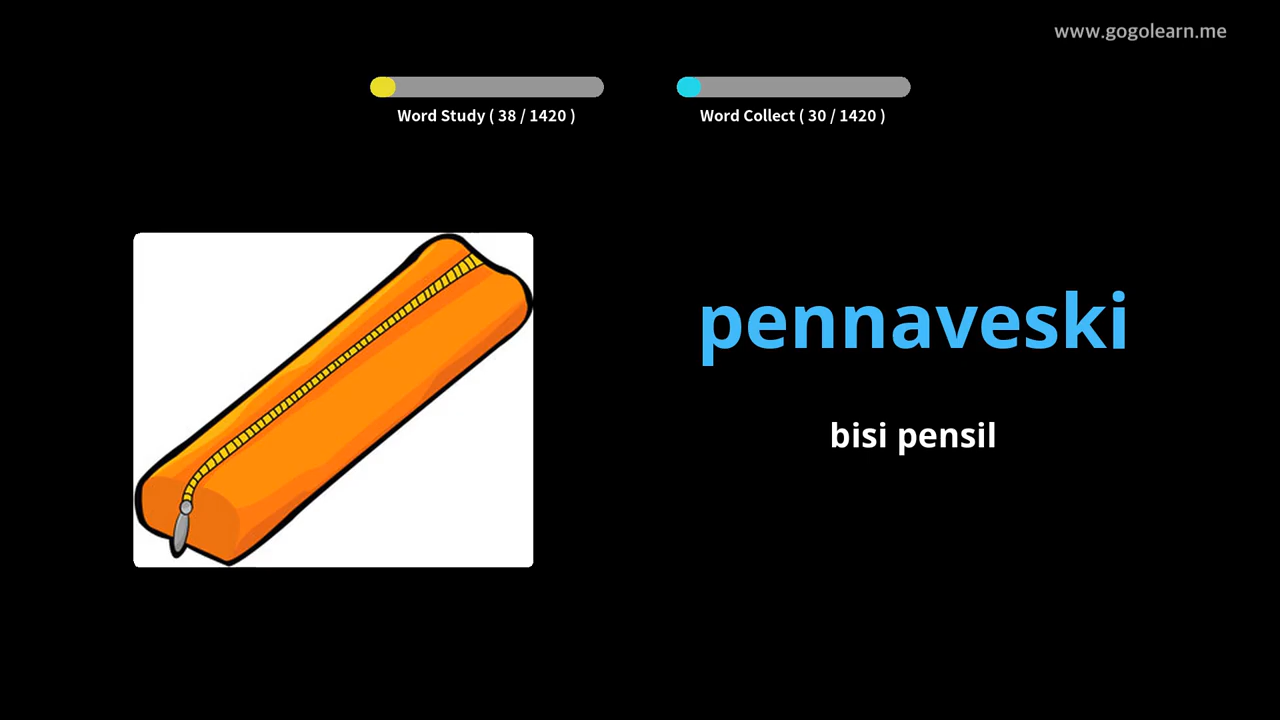 www.gogolearn.me
Word Study ( 38 / 1420 )
Word Collect ( 30 / 1420 )
pennaveski
bisi pensil